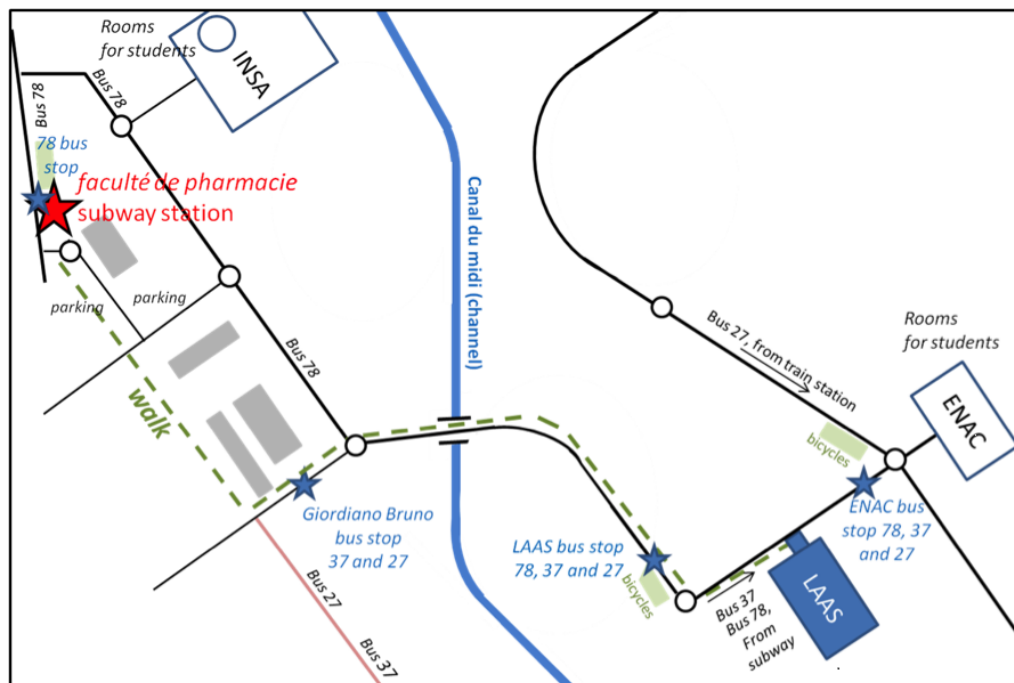 Rooms
for students
INSA
Bus 78
Bus 78
78 bus
stop
faculté de pharmacie
subway station
parking
parking
Bus 78
walk
Canal du midi (channel)
Giordiano Bruno
bus stop
37 and 27
Bus 27
Bus 37
LAAS bus stop
78, 37 and 27
bicycles
Bus 37
Bus 78,
From
subway
LAAS
Bus 27, from train station
bicycles
Rooms
for students
ENAC
ENAC bus
stop 78, 37
and 27